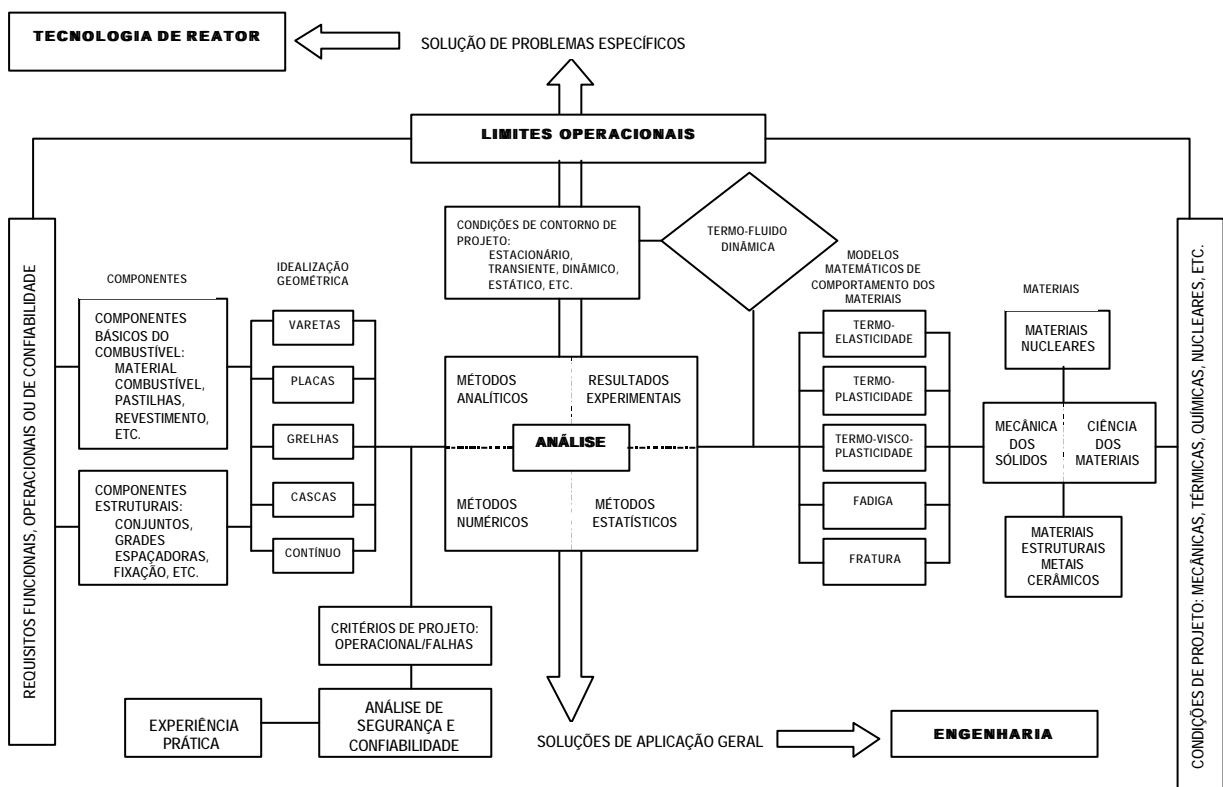 TECNOLOGIA DE REATOR
SOLUÇÃO DE PROBLEMAS ESPECÍFICOS
LIMITES OPERACIONAIS
REQUISITOS FUNCIONAIS, OPERACIONAIS OU DE CONFIABILIDADE
COMPONENTES
COMPONENTES
BÁSICOS DO
COMBUSTÍVEL:
MATERIAL
COMBUSTÍVEL,
PASTILHAS,
REVESTIMENTO,
ETC.
COMPONENTES
ESTRUTURAIS:
CONJUNTOS,
GRADES
ESPAÇADORAS,
FIXAÇÃO, ETC.
IDEALIZAÇÃO
GEOMÉTRICA
VARETAS
PLACAS
GRELHAS
CASCAS
CONTÍNUO
CONDIÇÕES DE CONTORNO DE
PROJETO:
ESTACIONÁRIO,
TRANSIENTE, DINÂMICO,
ESTÁTICO, ETC.
TERMO-FLUIDO
DINÂMICA
MÉTODOS
ANALÍTICOS
RESULTADOS
EXPERIMENTAIS
ANÁLISE
MÉTODOS
NUMÉRICOS
MÉTODOS
ESTATÍSTICOS
MODELOS
MATEMÁTICOS DE
COMPORTAMENTO DOS
MATERIAIS
TERMO-
ELASTICIDADE
TERMO-
PLASTICIDADE
TERMO-VISCO-
PLASTICIDADE
FADIGA
FRATURA
MATERIAIS
MATERIAIS
NUCLEARES
MECÂNICA
DOS
SÓLIDOS
CIÊNCIA
DOS
MATERIAIS
MATERIAIS
ESTRUTURAIS
METAIS
CERÂMICOS
CONDIÇÕES DE PROJETO: MECÂNICAS, TÉRMICAS, QUÍMICAS, NUCLEARES, ETC.
CRITÉRIOS DE PROJETO:
OPERACIONAL/FALHAS
EXPERIÊNCIA
PRÁTICA
ANÁLISE DE
SEGURANÇA E
CONFIABILIDADE
SOLUÇÕES DE APLICAÇÃO GERAL
ENGENHARIA